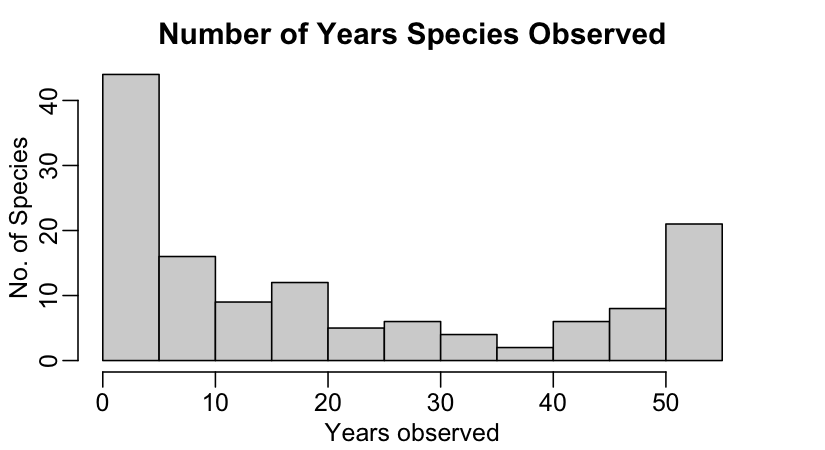 Number of Years Species Observed
No. of Species
40
30
20
10
0
0 10 20 30 40 50
Years observed